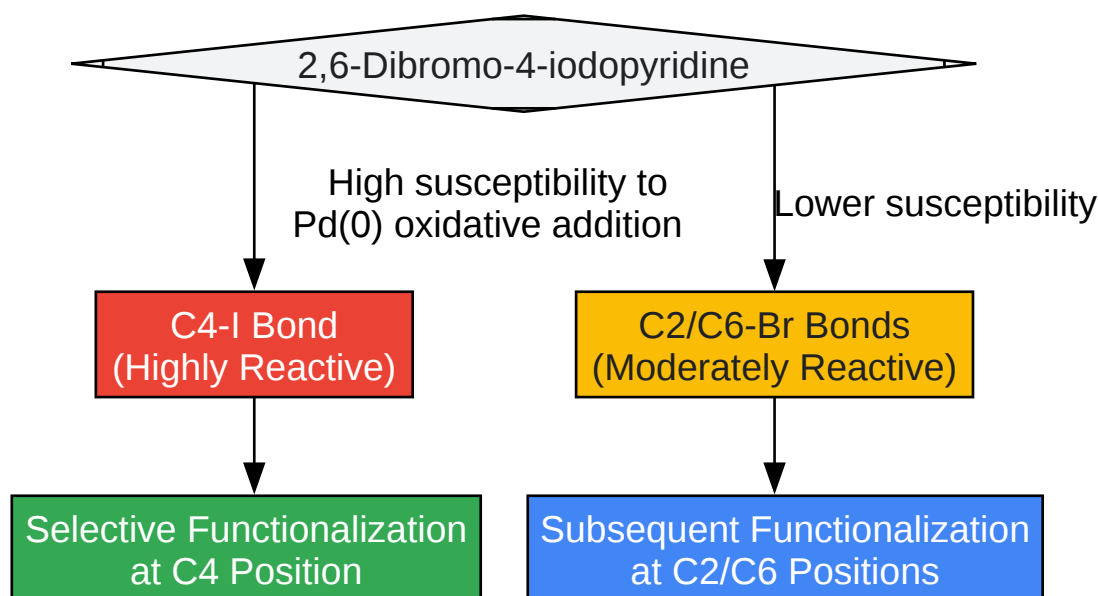 2,6-Dibromo-4-iodopyridine
High susceptibility to
Pd(0) oxidative addition
Lower susceptibility
C4-I Bond
(Highly Reactive)
C2/C6-Br Bonds
(Moderately Reactive)
Selective Functionalization
at C4 Position
Subsequent Functionalization
at C2/C6 Positions